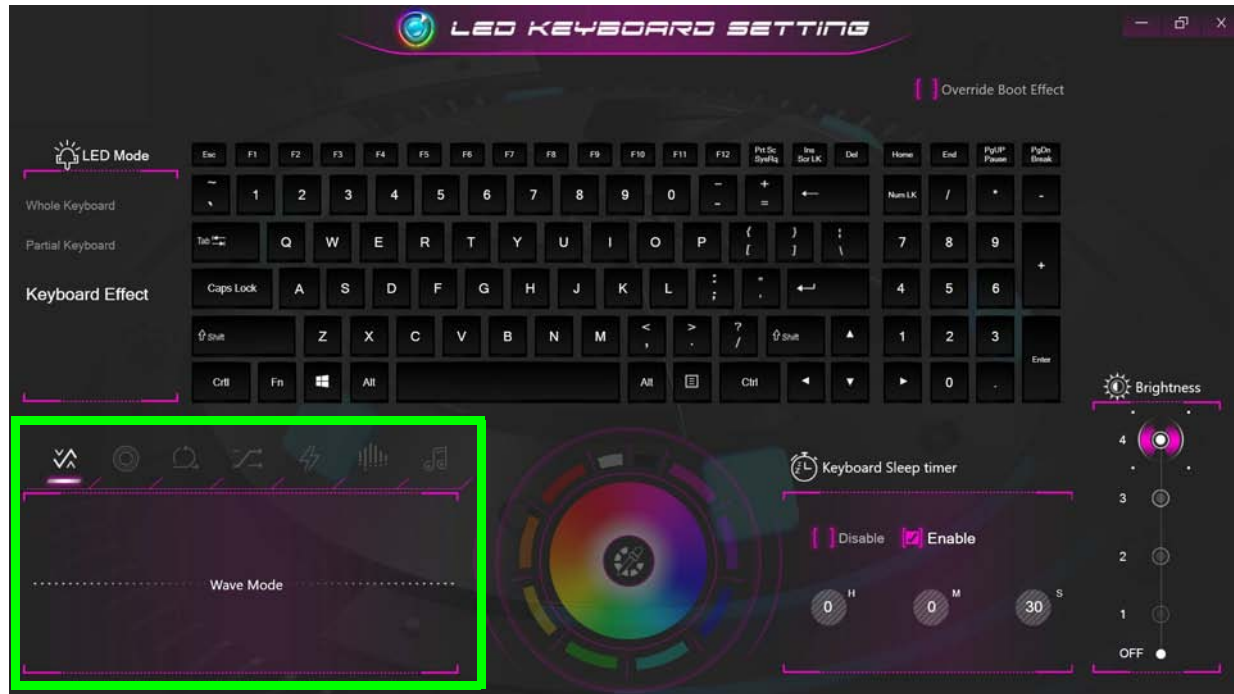 LED KEYBOARD SETTING
Override Boot Effect
LED Mode
Whole Keyboard
Partial Keyboard
Keyboard Effect
Esc F1 F2 F3 F4 F5 F6 F7 F8 F9 F10 F11 F12 Prt Sc SysRq Ins Scr LK Del Home End PgUP Pause PgDn Break
~ ` 1 2 3 4 5 6 7 8 9 0 - - + = ← Num LK / * -
Tab Q W E R T Y U I O P { [ } ] ¦ \ 7 8 9 +
Caps Lock A S D F G H J K L : ; " ' 4 5 6
⇧ Shift Z X C V B N M < , > . ? / ⇧ Shift ▲ 1 2 3 Enter
Crtl Fn Alt Alt Ctrl ◄ ▼ ► 0 .
Brightness
4
3
2
1
OFF
Wave Mode
Keyboard Sleep timer
Disable Enable
0 H 0 M 30 S